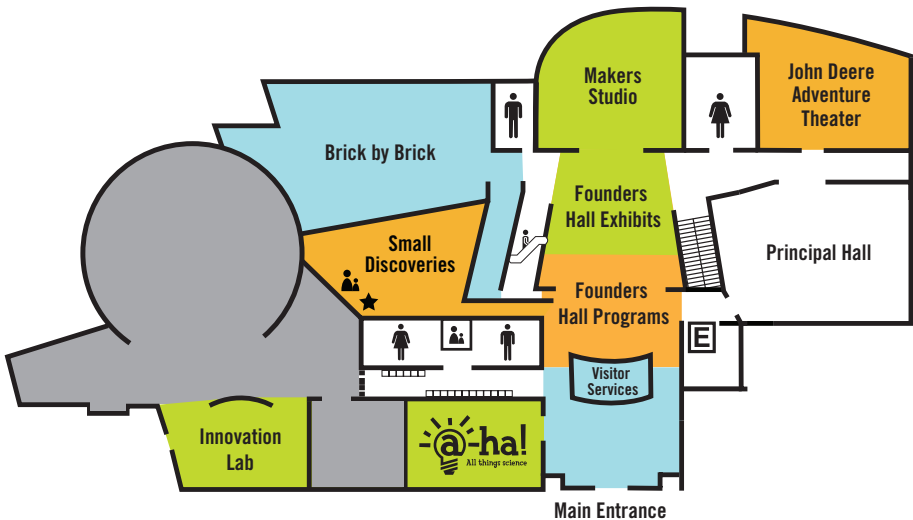 Makers
Studio
John Deere
Adventure
Theater
Brick by Brick
Founders
Hall Exhibits
Small
Discoveries
Principal Hall
Founders
Hall Programs
E
Visitor
Services
Innovation
Lab
@-ha!
All things science
Main Entrance